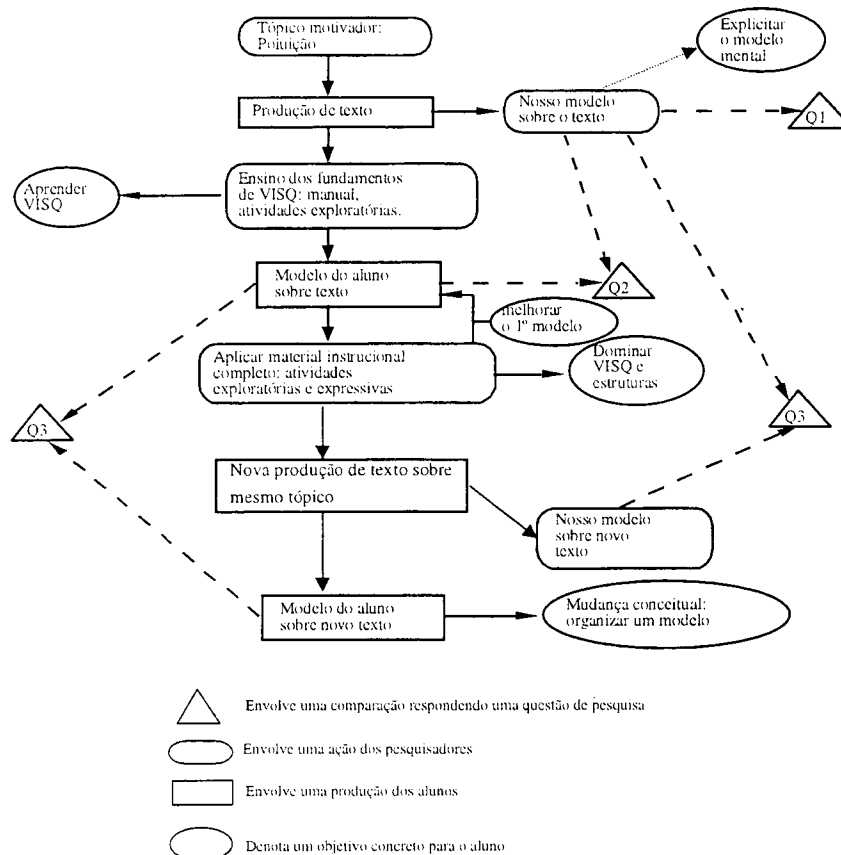 Tópico motivador:
Poluição
Explicitar
o modelo
mental
Produção de texto
Nosso modelo
sobre o texto
Q1
Ensino dos fundamentos
de VISQ: manual,
atividades exploratórias.
Aprender
VISQ
Modelo do aluno
sobre texto
Q2
melhorar
o 1º modelo
Aplicar material instrucional
completo: atividades
exploratórias e expressivas
Dominar
VISQ e
estruturas
Q3
Q3
Nova produção de texto sobre
mesmo tópico
Nosso modelo
sobre novo
texto
Modelo do aluno
sobre novo texto
Mudança conceitual:
organizar um modelo
Envolve uma comparação respondendo uma questão de pesquisa
Envolve uma ação dos pesquisadores
Envolve uma produção dos alunos
Denota um objetivo concreto para o aluno